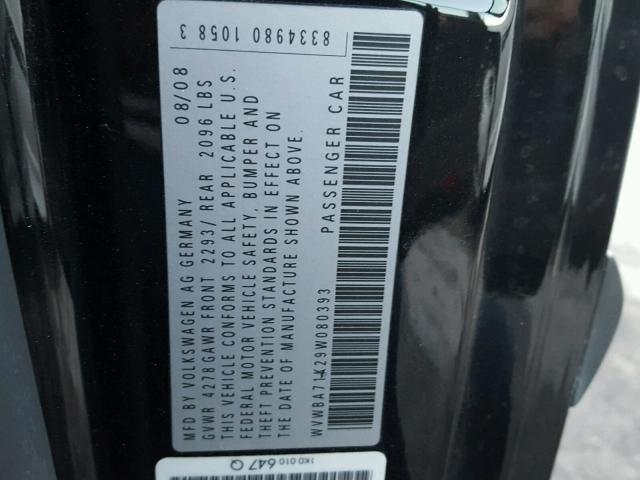 MFD BY VOLKSWAGEN AG GERMANY 08/08
GVWR 4278GAWR FRONT 2293/ REAR 2096 LBS
THIS VEHICLE CONFORMS TO ALL APPLICABLE U.S.
FEDERAL MOTOR VEHICLE SAFETY, BUMPER AND
THEFT PREVENTION STANDARDS IN EFFECT ON
THE DATE OF MANUFACTURE SHOWN ABOVE.
WVWBA71K29W080393 PASSENGER CAR
8334980 1058 3
1K0 010 647 Q